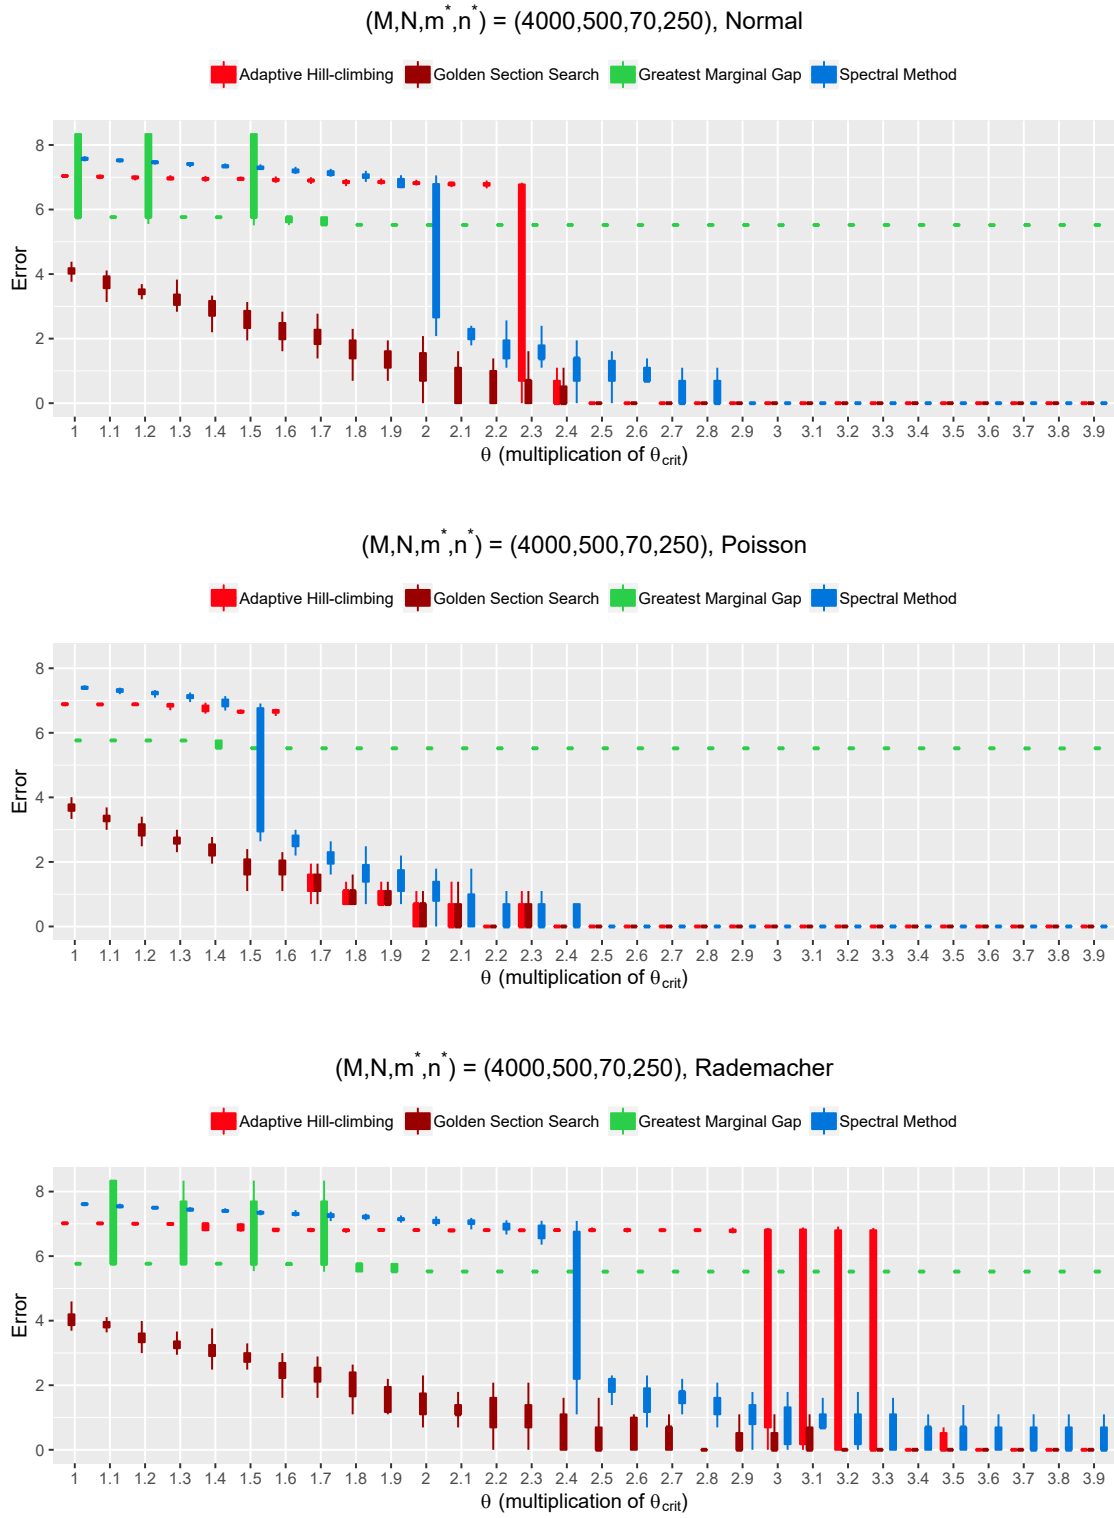 (M,N,m*,n*) = (4000,500,70,250), Normal
Adaptive Hill-climbing Golden Section Search Greatest Marginal Gap Spectral Method
8
6
4
2
0
Error
1 1.1 1.2 1.3 1.4 1.5 1.6 1.7 1.8 1.9 2 2.1 2.2 2.3 2.4 2.5 2.6 2.7 2.8 2.9 3 3.1 3.2 3.3 3.4 3.5 3.6 3.7 3.8 3.9
θ (multiplication of θcrit)
(M,N,m*,n*) = (4000,500,70,250), Poisson
Adaptive Hill-climbing Golden Section Search Greatest Marginal Gap Spectral Method
8
6
4
2
0
Error
1 1.1 1.2 1.3 1.4 1.5 1.6 1.7 1.8 1.9 2 2.1 2.2 2.3 2.4 2.5 2.6 2.7 2.8 2.9 3 3.1 3.2 3.3 3.4 3.5 3.6 3.7 3.8 3.9
θ (multiplication of θcrit)
(M,N,m*,n*) = (4000,500,70,250), Rademacher
Adaptive Hill-climbing Golden Section Search Greatest Marginal Gap Spectral Method
8
6
4
2
0
Error
1 1.1 1.2 1.3 1.4 1.5 1.6 1.7 1.8 1.9 2 2.1 2.2 2.3 2.4 2.5 2.6 2.7 2.8 2.9 3 3.1 3.2 3.3 3.4 3.5 3.6 3.7 3.8 3.9
θ (multiplication of θcrit)